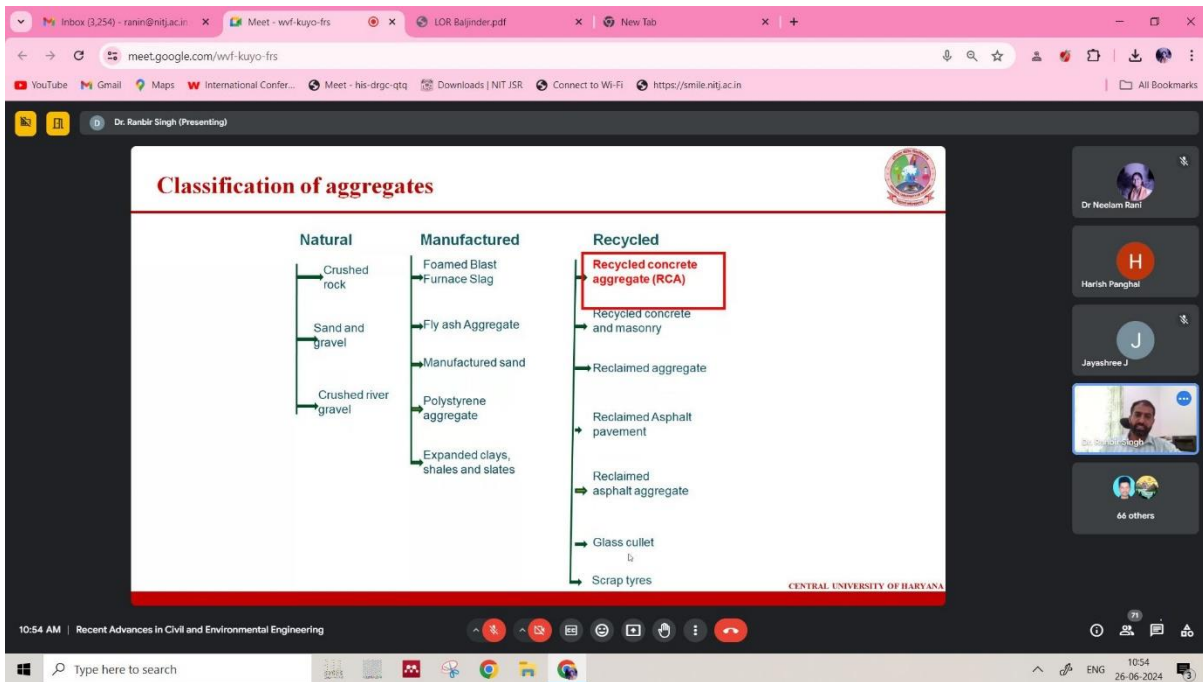 Inbox (3,254) - ranin@nitj.ac.in
Meet - wvf-kuyo-frs
LOR Baljinder.pdf
New Tab
meet.google.com/wvf-kuyo-frs
YouTube
Gmail
Maps
International Confer...
Meet - his-drgc-qtq
Downloads | NIT JSR
Connect to Wi-Fi
https://smile.nitj.ac.in
All Bookmarks
D
Dr. Ranbir Singh (Presenting)
Classification of aggregates
Natural
Crushed
rock
Sand and
gravel
Crushed river
gravel
Manufactured
Foamed Blast
Furnace Slag
Fly ash Aggregate
Manufactured sand
Polystyrene
aggregate
Expanded clays,
shales and slates
Recycled
Recycled concrete
aggregate (RCA)
Recycled concrete
and masonry
Reclaimed aggregate
Reclaimed Asphalt
pavement
Reclaimed
asphalt aggregate
Glass cullet
Scrap tyres
CENTRAL UNIVERSITY OF HARYANA
Dr Neelam Rani
H
Harish Panghal
J
Jayashree J
Dr. Ranbir Singh
66 others
10:54 AM | Recent Advances in Civil and Environmental Engineering
71
Type here to search
ENG
10:54
26-06-2024
3